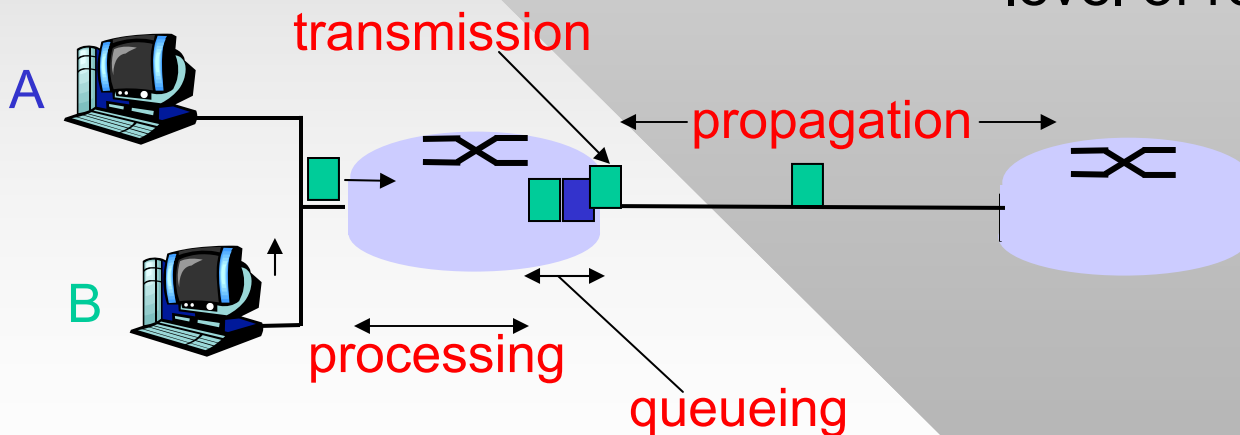 transmission
A
propagation
B
processing
queueing